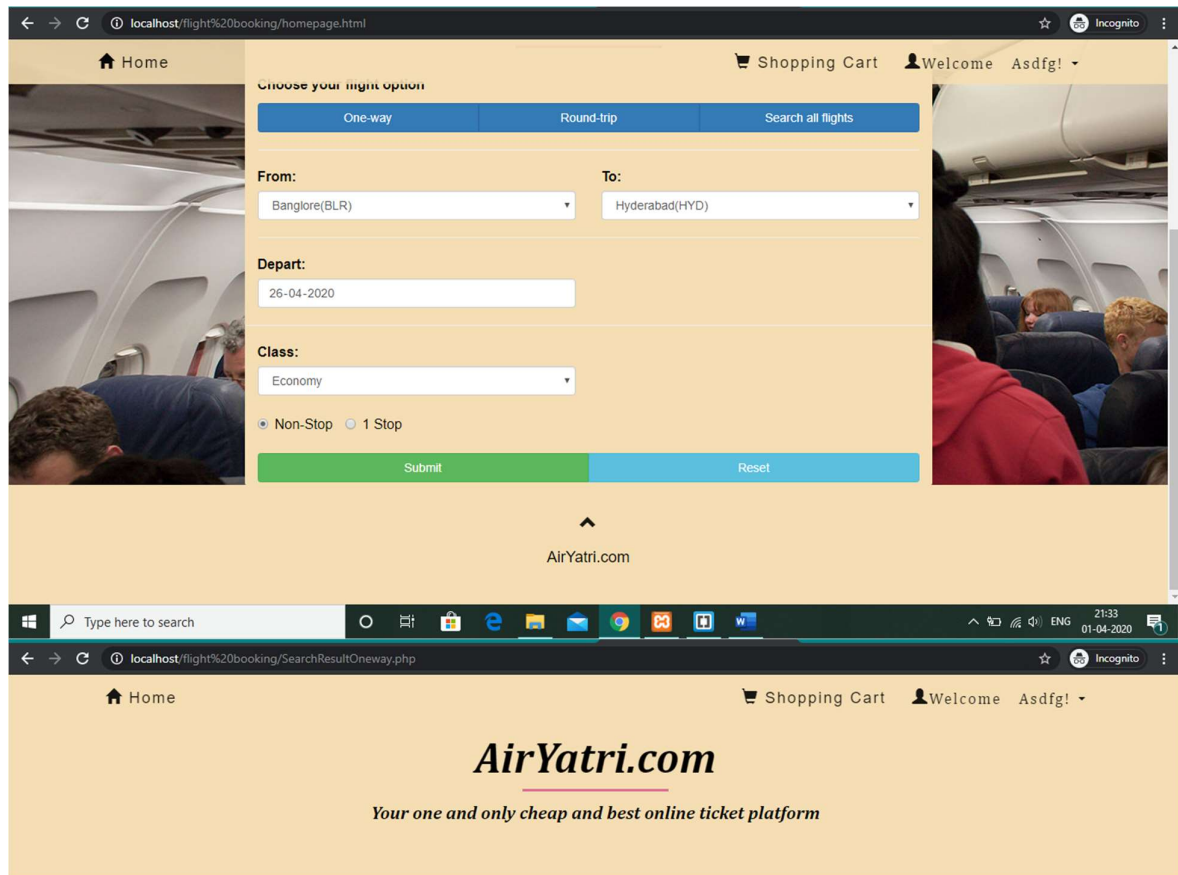 localhost/flight%20booking/homepage.html Incognito
Home Shopping Cart Welcome Asdfg!
Choose your flight option
One-way Round-trip Search all flights
From: To:
Banglore(BLR) Hyderabad(HYD)
Depart:
26-04-2020
Class:
Economy
Non-Stop 1 Stop
Submit Reset
AirYatri.com
Type here to search ENG 21:33
01-04-2020
localhost/flight%20booking/SearchResultOneway.php Incognito
Home Shopping Cart Welcome Asdfg!
AirYatri.com
Your one and only cheap and best online ticket platform